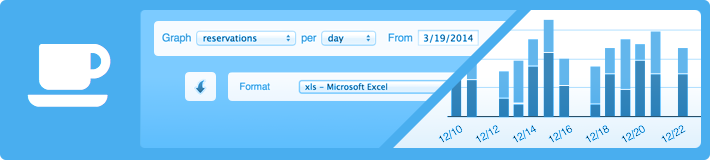 Graph reservations per day From 3/19/2014
Format xls – Microsoft Excel
12/10 12/12 12/14 12/16 12/18 12/20 12/22